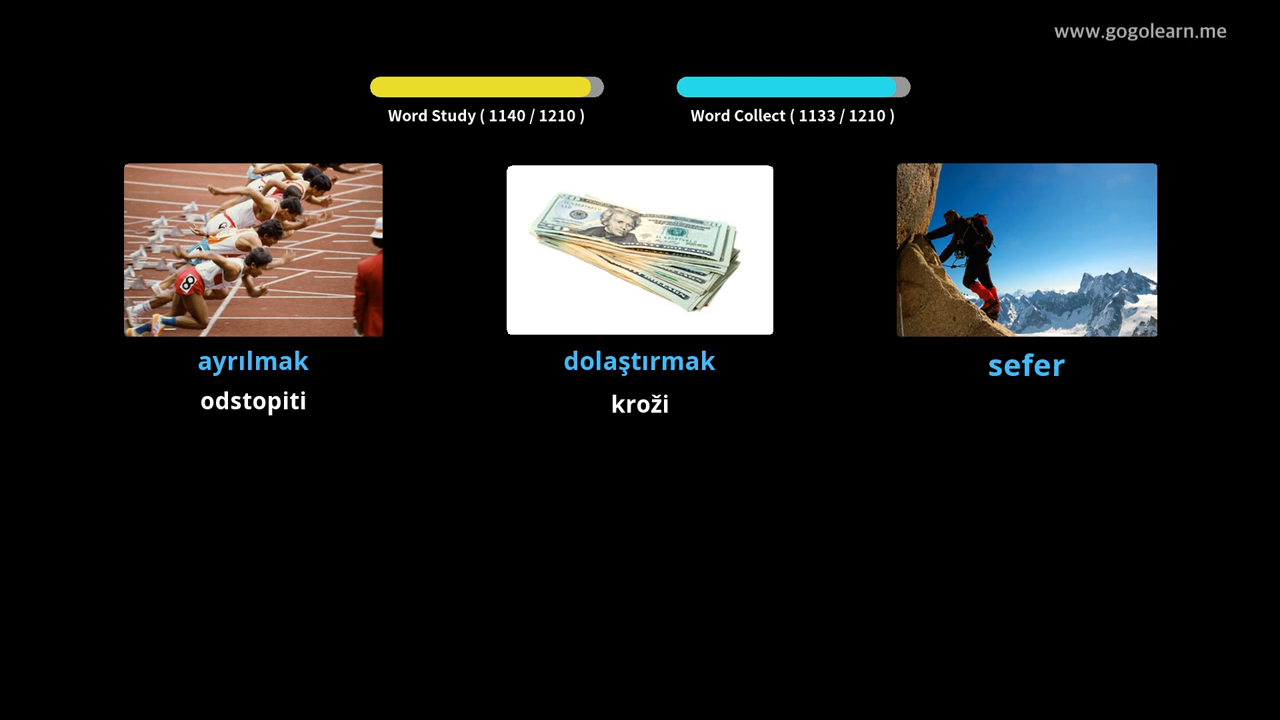 www.gogolearn.me
Word Study ( 1140 / 1210 )
Word Collect ( 1133 / 1210 )
ayrılmak
odstopiti
dolaştırmak
kroži
sefer